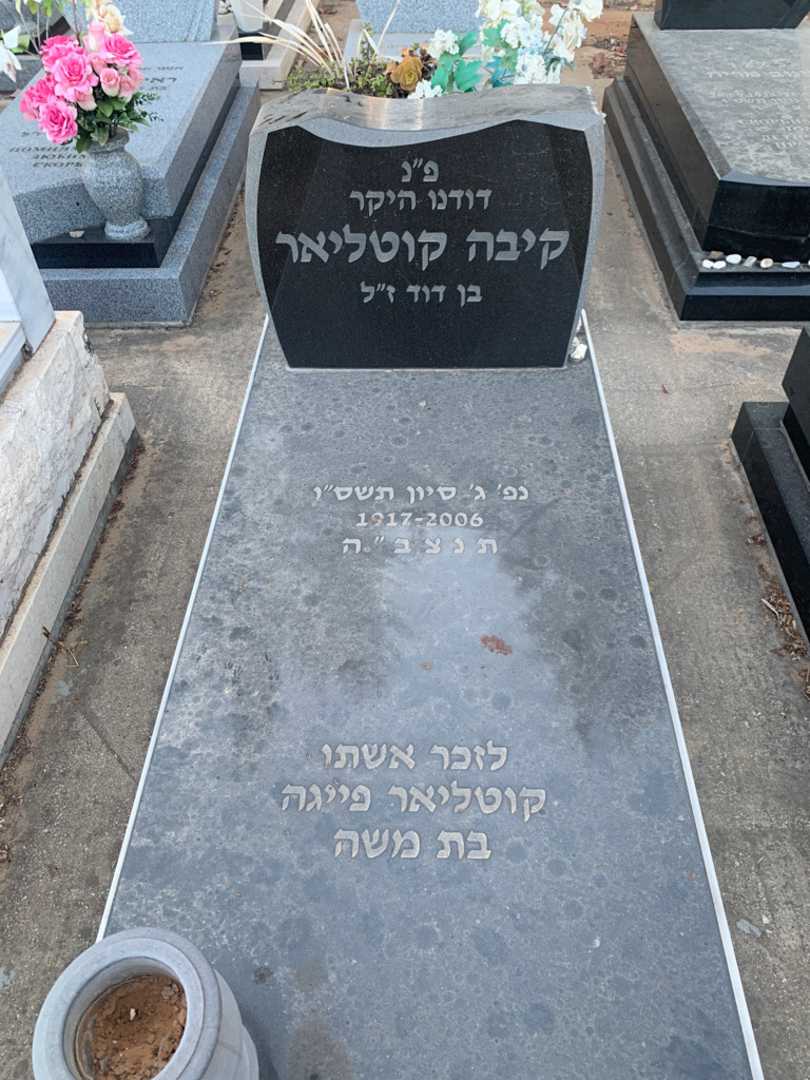 פ״נ
דודנו היקר
קיבה קוטליאר
בן דוד ז״ל
נפ׳ ג׳ סיון תשס״ו
1917-2006
ת נ צ ב ״ ה
לזכר אשתו
קוטליאר פייגה
בת משה